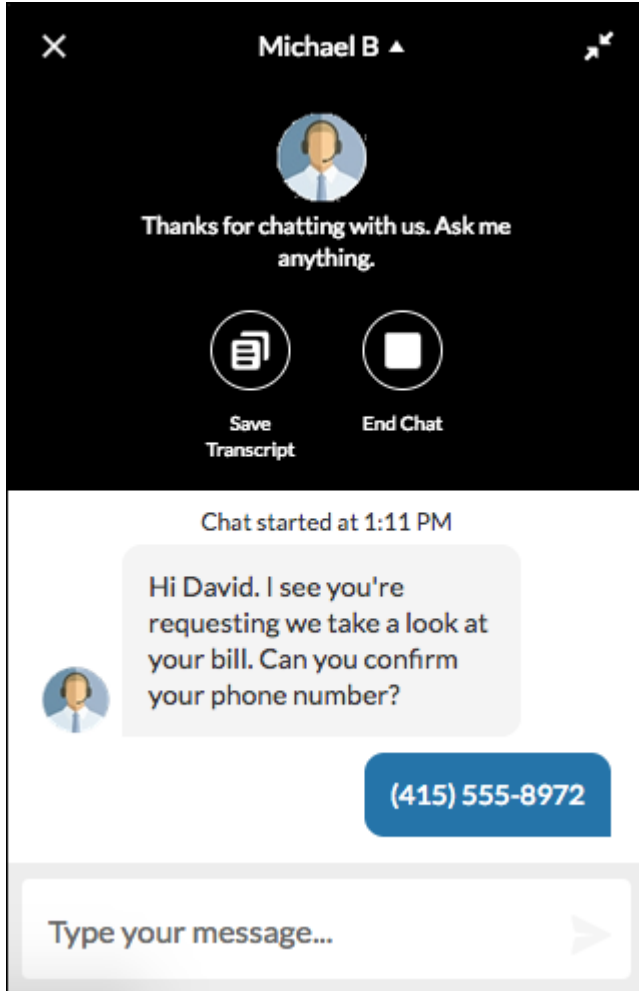 Michael B
Thanks for chatting with us. Ask me
anything.
Save
Transcript
End Chat
Chat started at 1:11 PM
Hi David. I see you're
requesting we take a look at
your bill. Can you confirm
your phone number?
(415) 555-8972
Type your message...